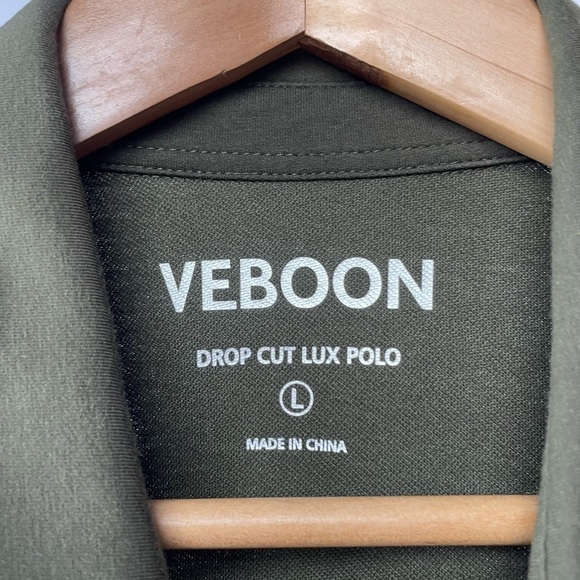 VEBOON
DROP CUT LUX POLO
L
MADE IN CHINA